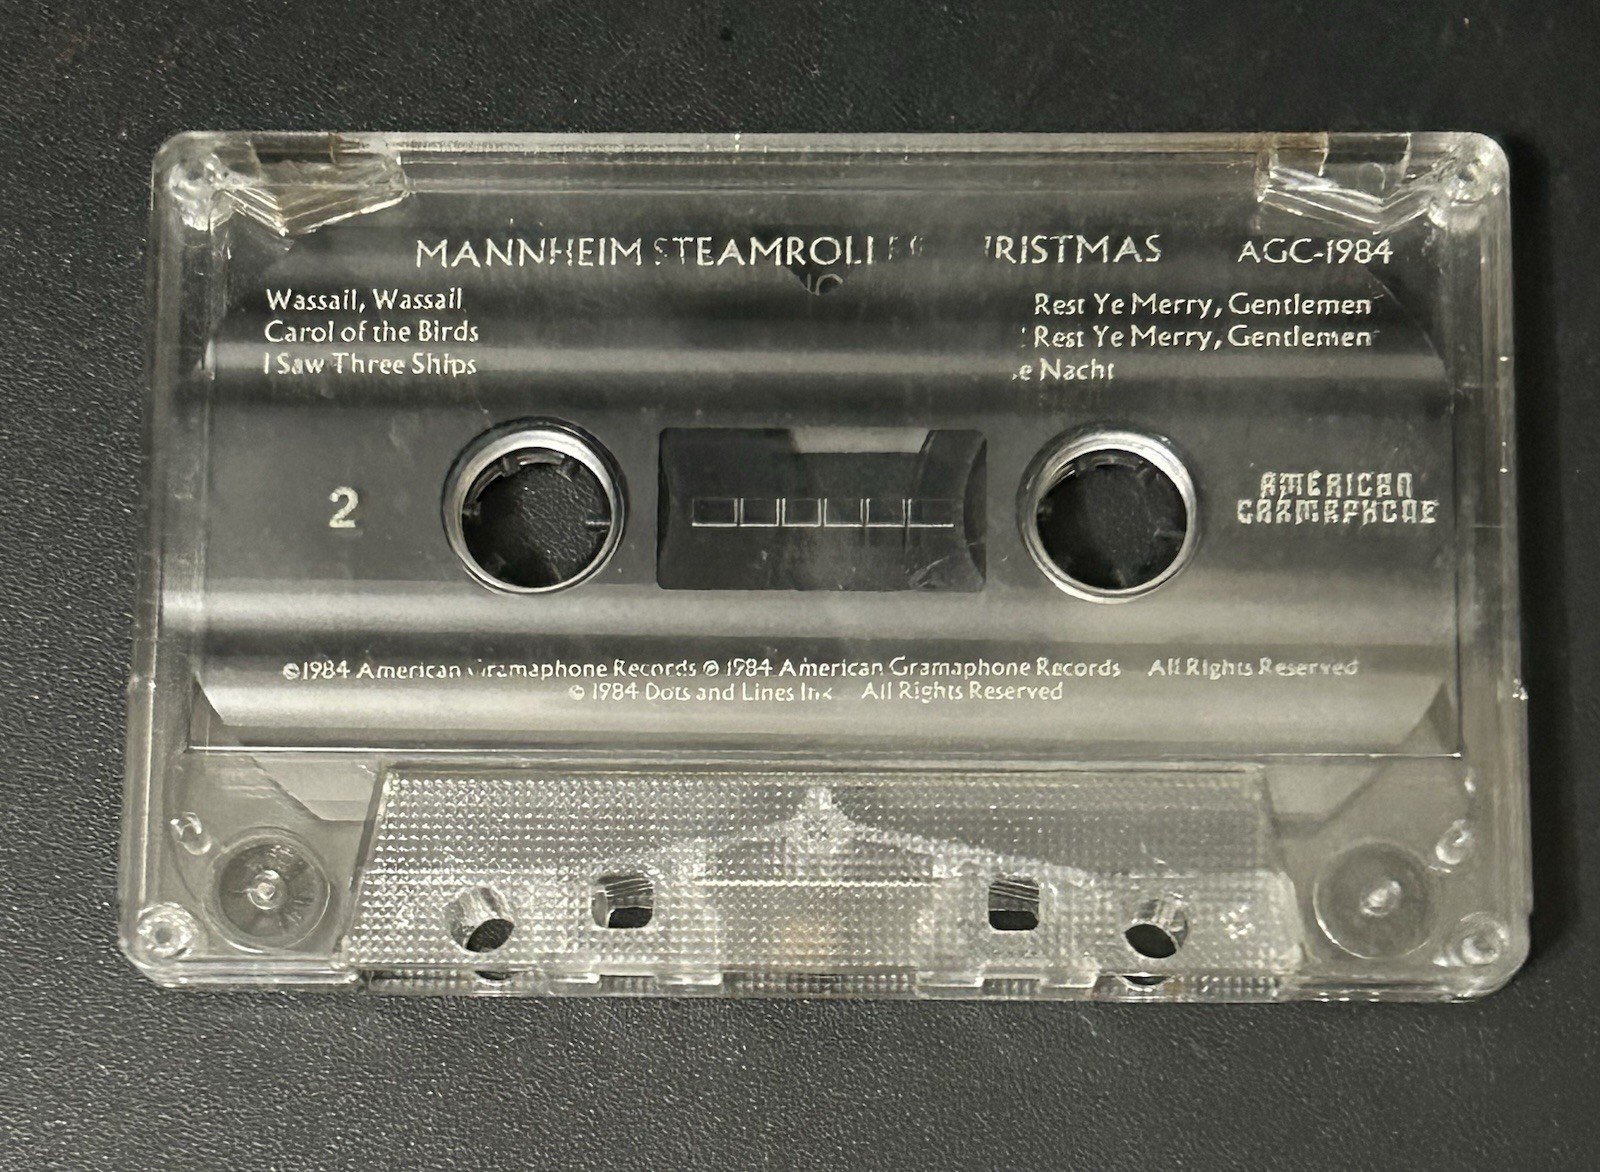 MANNHEIM STEAMROLLER CHRISTMAS AGC-1984
Wassail, Wassail
Carol of the Birds
I Saw Three Ships
Rest Ye Merry, Gentlemen
Rest Ye Merry, Gentlemen
e Nacht
2
AMERICAN
GRAMAPHONE
©1984 American Gramaphone Records ℗ 1984 American Gramaphone Records All Rights Reserved
© 1984 Dots and Lines Ink All Rights Reserved